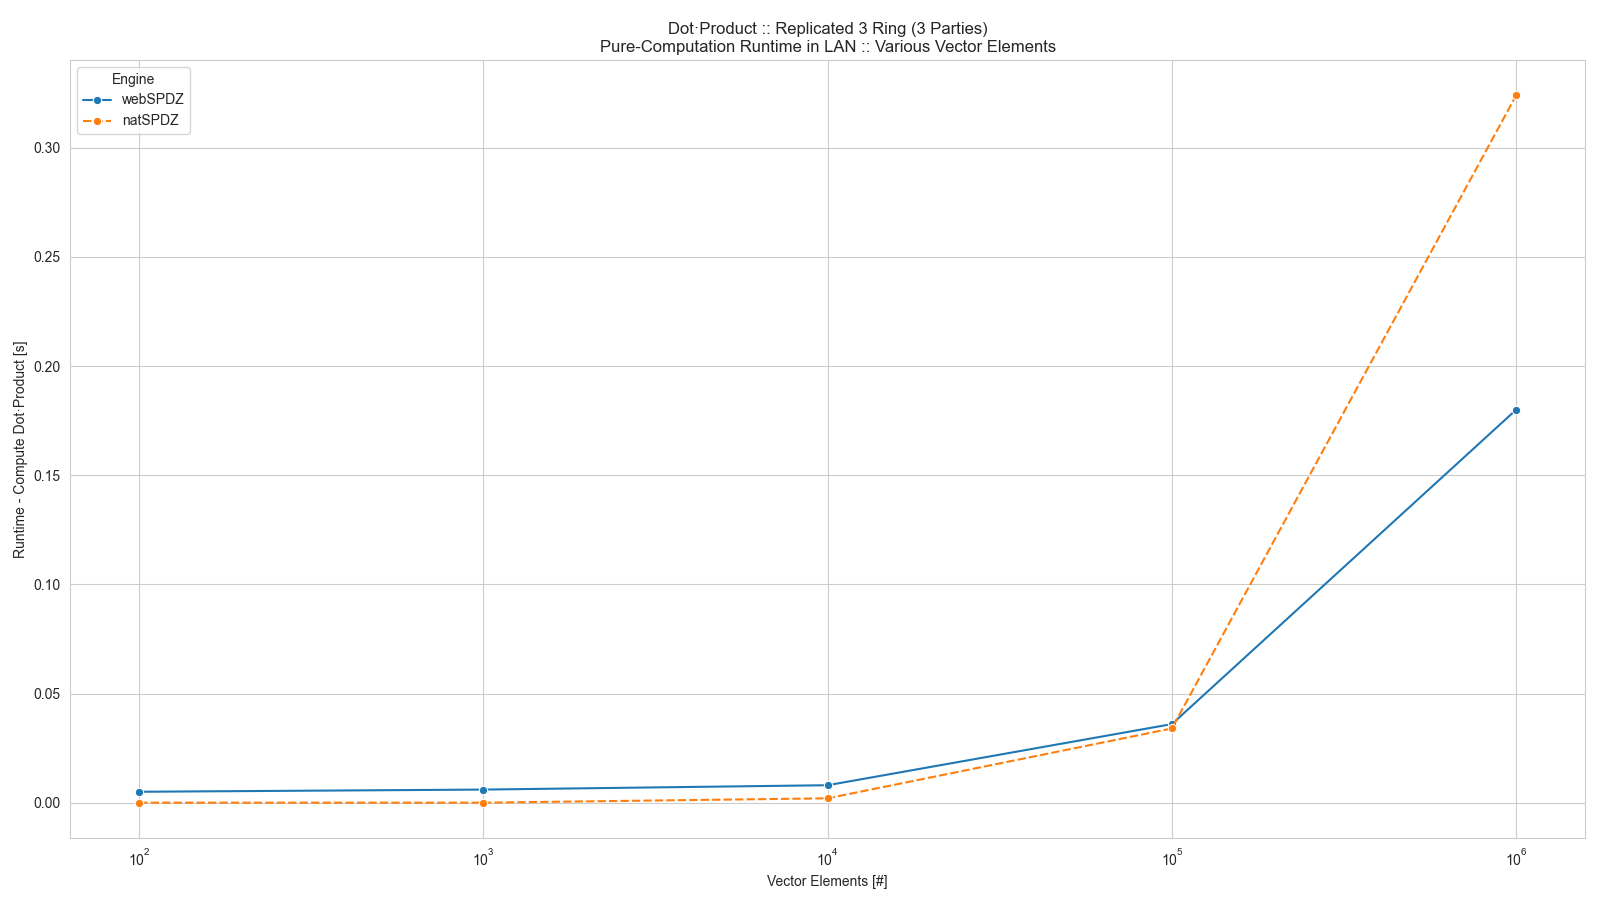 Dot·Product :: Replicated 3 Ring (3 Parties)
Pure-Computation Runtime in LAN :: Various Vector Elements
Engine
webSPDZ
natSPDZ
Runtime - Compute Dot·Product [s]
0.30
0.25
0.20
0.15
0.10
0.05
0.00
10² 10³ 10⁴ 10⁵ 10⁶
Vector Elements [#]